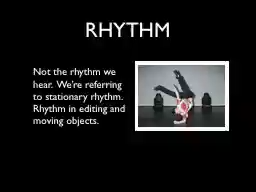 RHYTHM
Not the rhythm we
hear. We're referring
to stationary rhythm.
Rhythm in editing and
moving objects.